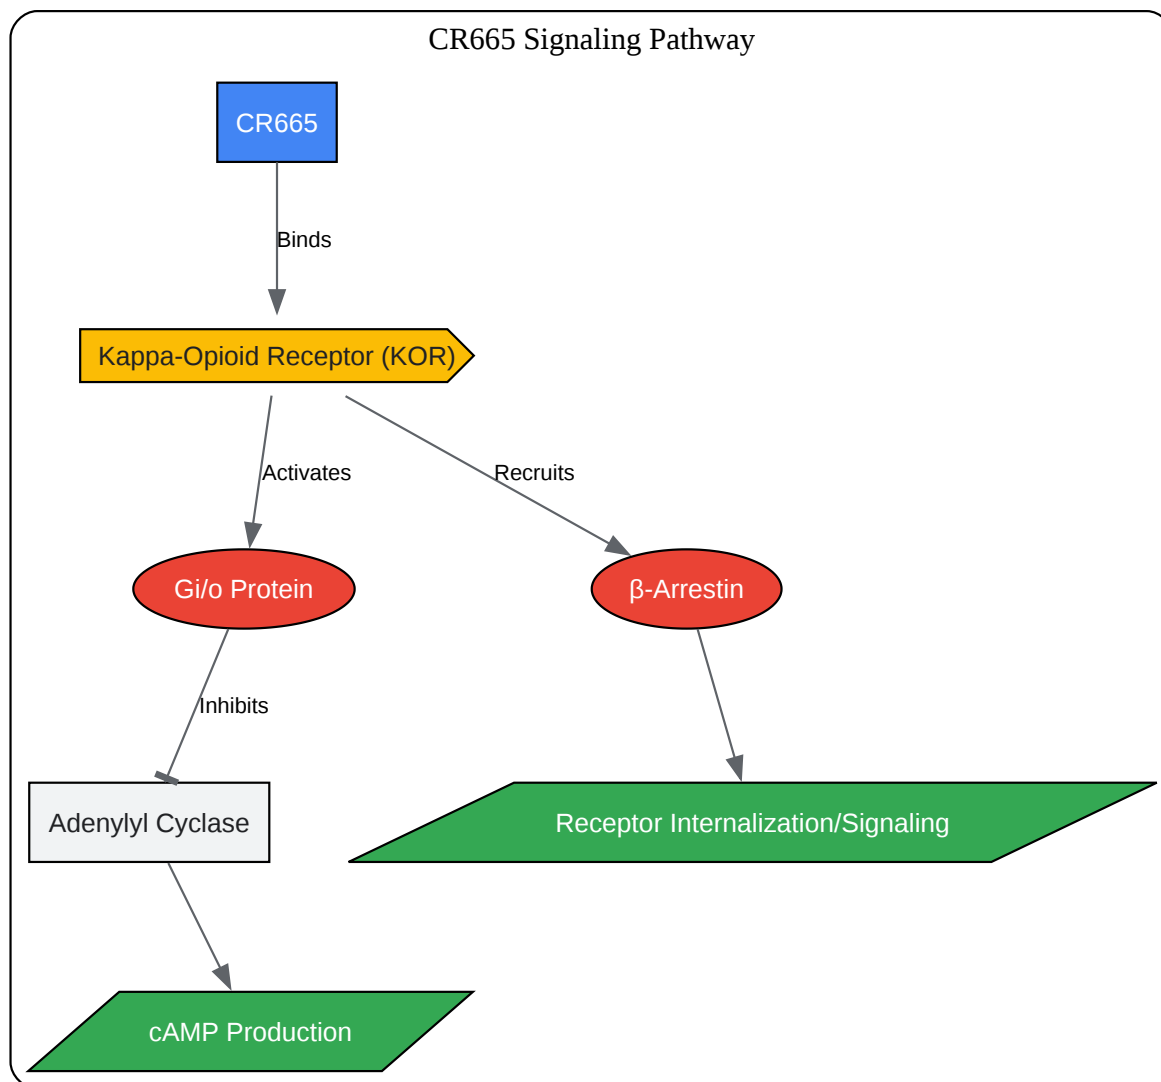 CR665 Signaling Pathway
CR665
Binds
Kappa-Opioid Receptor (KOR)
Activates
Recruits
Gi/o Protein
β-Arrestin
Inhibits
Adenylyl Cyclase
Receptor Internalization/Signaling
cAMP Production